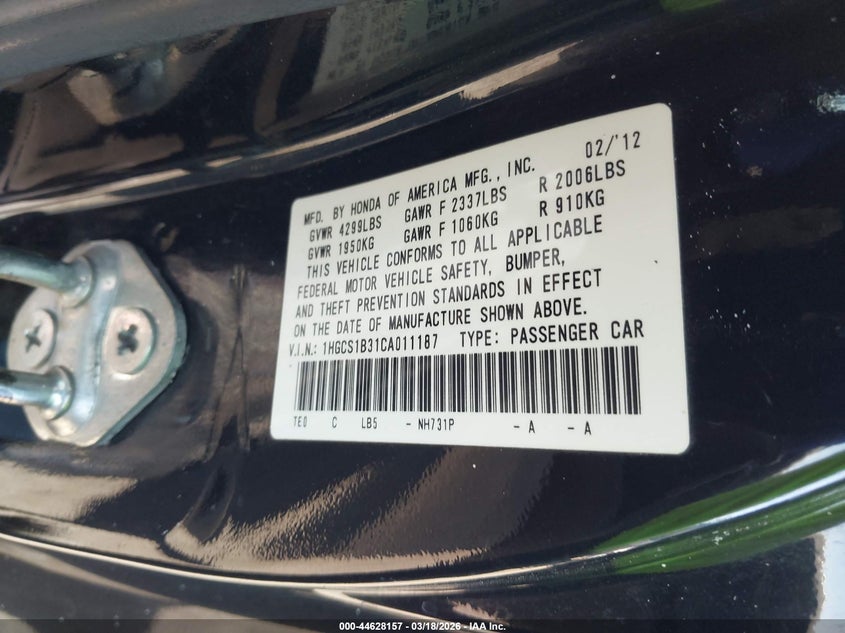 MFD. BY HONDA OF AMERICA MFG., INC. 02/'12
GVWR 4299LBS GAWR F 2337LBS R 2006LBS
GVWR 1950KG GAWR F 1060KG R 910KG
THIS VEHICLE CONFORMS TO ALL APPLICABLE
FEDERAL MOTOR VEHICLE SAFETY, BUMPER,
AND THEFT PREVENTION STANDARDS IN EFFECT
ON THE DATE OF MANUFACTURE SHOWN ABOVE.
V.I.N.: 1HGCS1B31CA011187 TYPE: PASSENGER CAR
TE0 C LB5 - NH731P - A - A
000-44628157 - 03/18/2026 - IAA Inc.